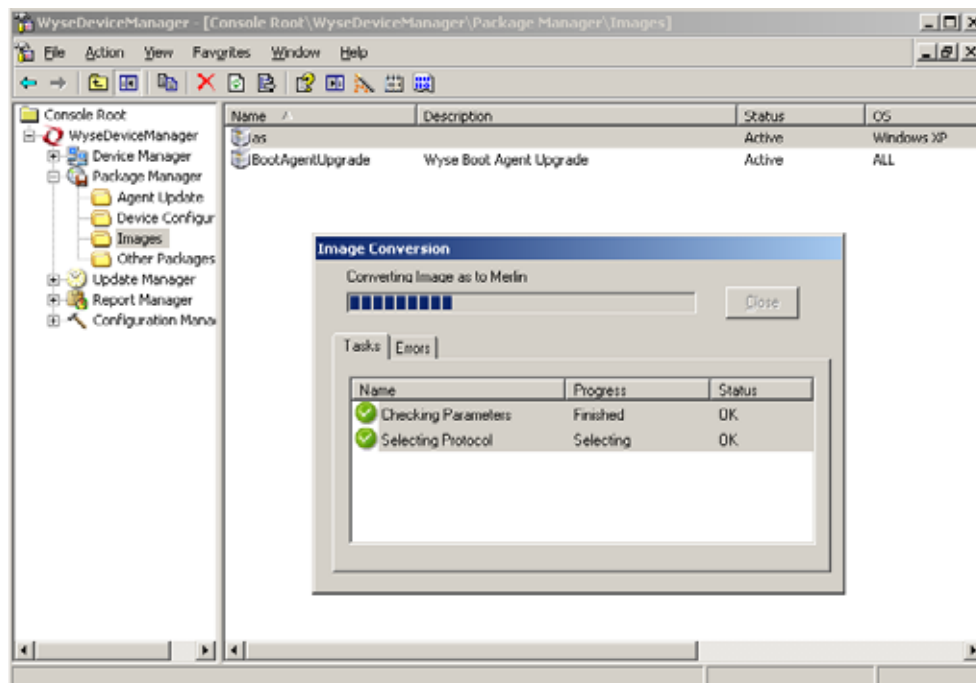 WyseDeviceManager - [Console Root\WyseDeviceManager\Package Manager\Images]
File Action View Favorites Window Help
Console Root
WyseDeviceManager
Device Manager
Package Manager
Agent Update
Device Configur
Images
Other Packages
Update Manager
Report Manager
Configuration Mana
Name Description Status OS
as Active Windows XP
BootAgentUpgrade Wyse Boot Agent Upgrade Active ALL
Image Conversion
Converting Image as to Merlin
Close
Tasks Errors
Name Progress Status
Checking Parameters Finished OK
Selecting Protocol Selecting OK